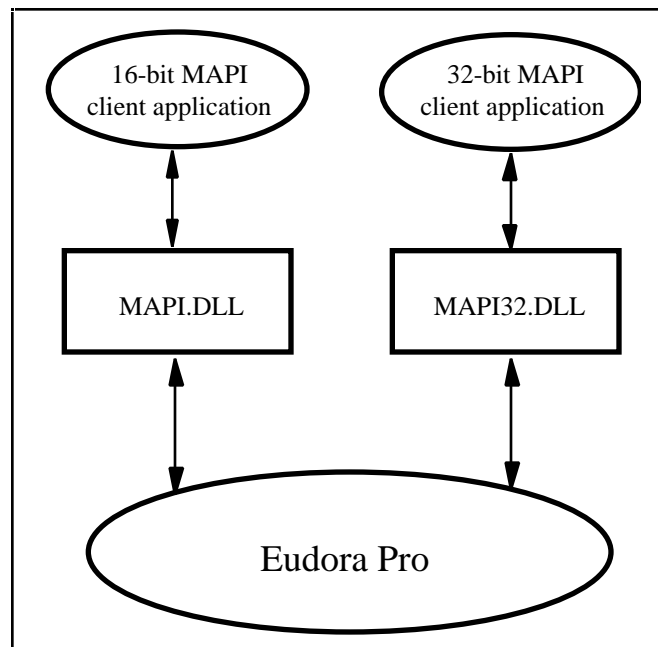 16-bit MAPI
client application
32-bit MAPI
client application
MAPI.DLL
MAPI32.DLL
Eudora Pro